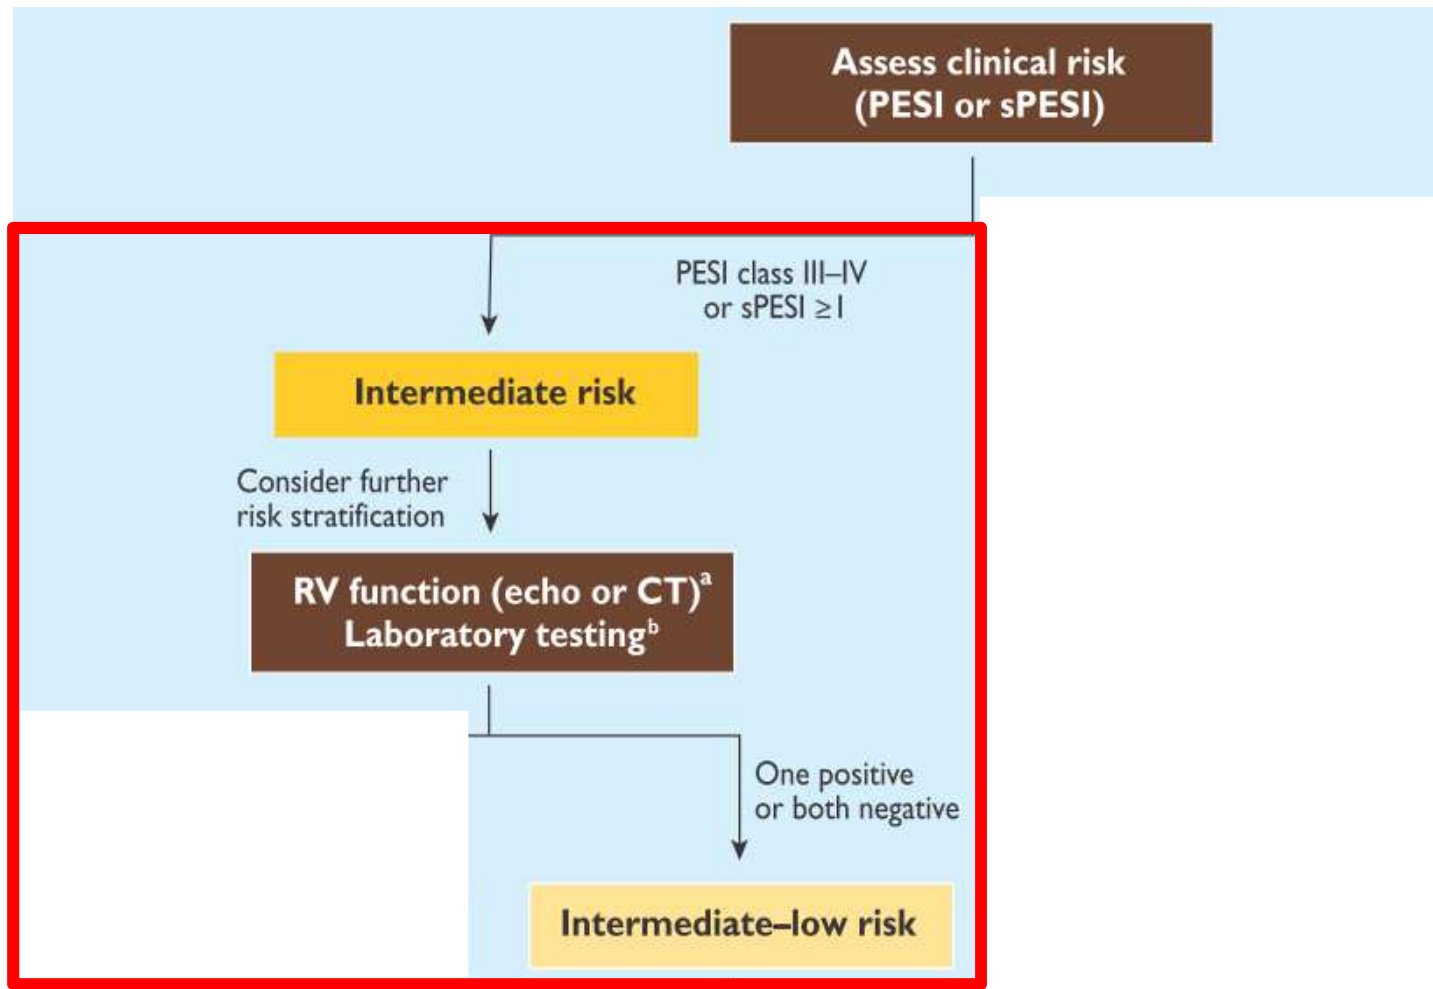 Assess clinical risk
(PESI or sPESI)
PESI class III–IV
or sPESI ≥I
Intermediate risk
Consider further
risk stratification
RV function (echo or CT)ᵃ
Laboratory testingᵇ
One positive
or both negative
Intermediate–low risk